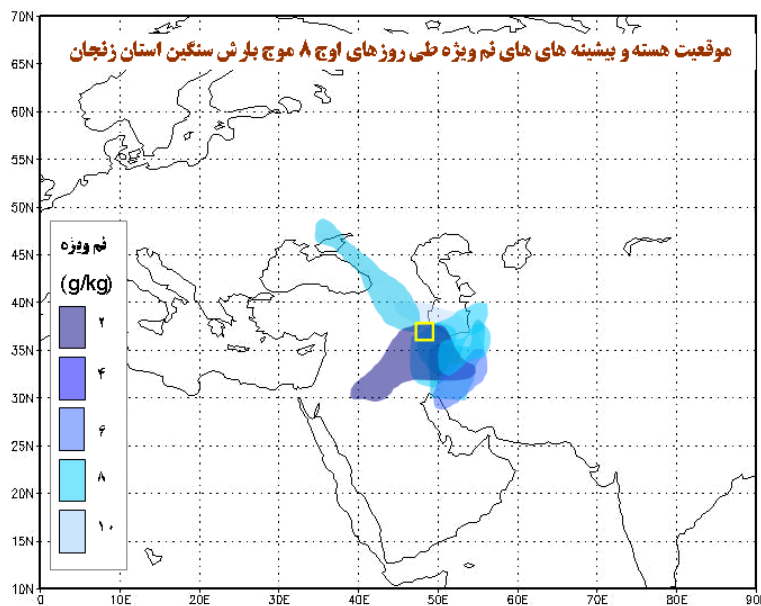 موقعیت هسته و پیشینه های های نم ویژه طی روزهای اوج ۸ موج بارش سنگین استان زنجان
70N
65N
60N
55N
50N
45N
40N
35N
30N
25N
20N
15N
10N
نم ویژه
(g/kg)
۲
۴
۶
۸
۱۰
0 10E 20E 30E 40E 50E 60E 70E 80E 90E